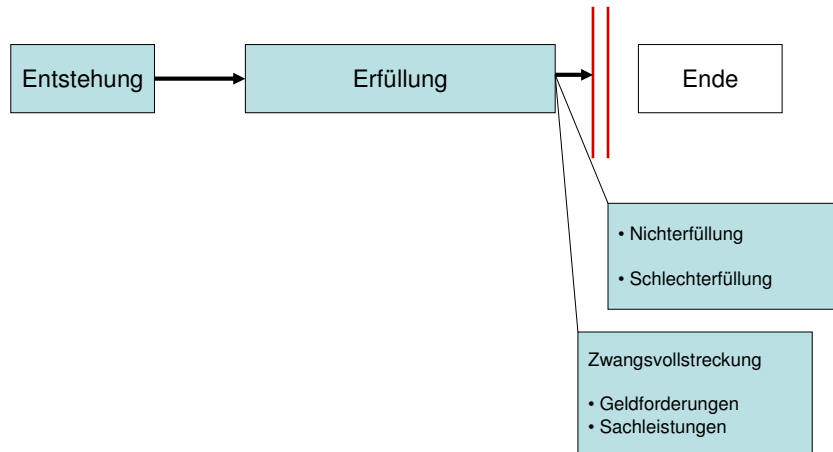 Entstehung
Erfüllung
Ende
• Nichterfüllung
• Schlechterfüllung
Zwangsvollstreckung
• Geldforderungen
• Sachleistungen